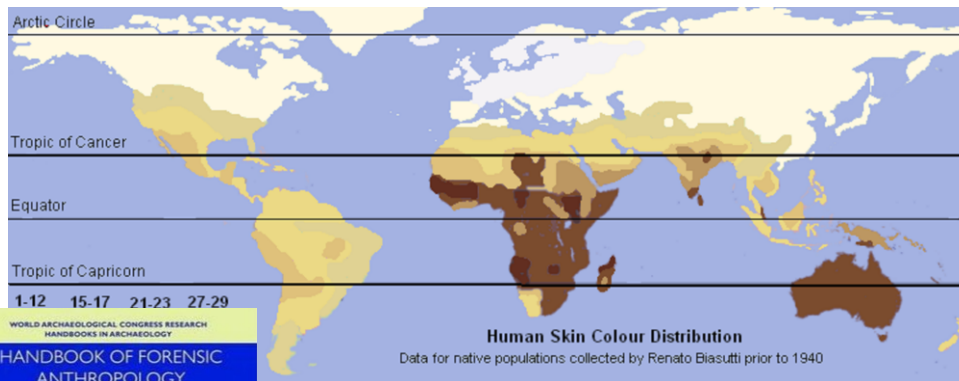 Arctic Circle
Tropic of Cancer
Equator
Tropic of Capricorn
1-12 15-17 21-23 27-29
WORLD ARCHAEOLOGICAL CONGRESS RESEARCH
HANDBOOKS IN ARCHAEOLOGY
HANDBOOK OF FORENSIC
ANTHROPOLOGY
Human Skin Colour Distribution
Data for native populations collected by Renato Biasutti prior to 1940